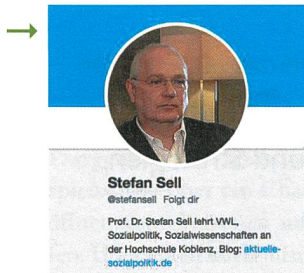 Stefan Sell
@stefansell Folgt dir
Prof. Dr. Stefan Sell lehrt VWL,
Sozialpolitik, Sozialwissenschaften an
der Hochschule Koblenz, Blog: aktuelle-
sozialpolitik.de